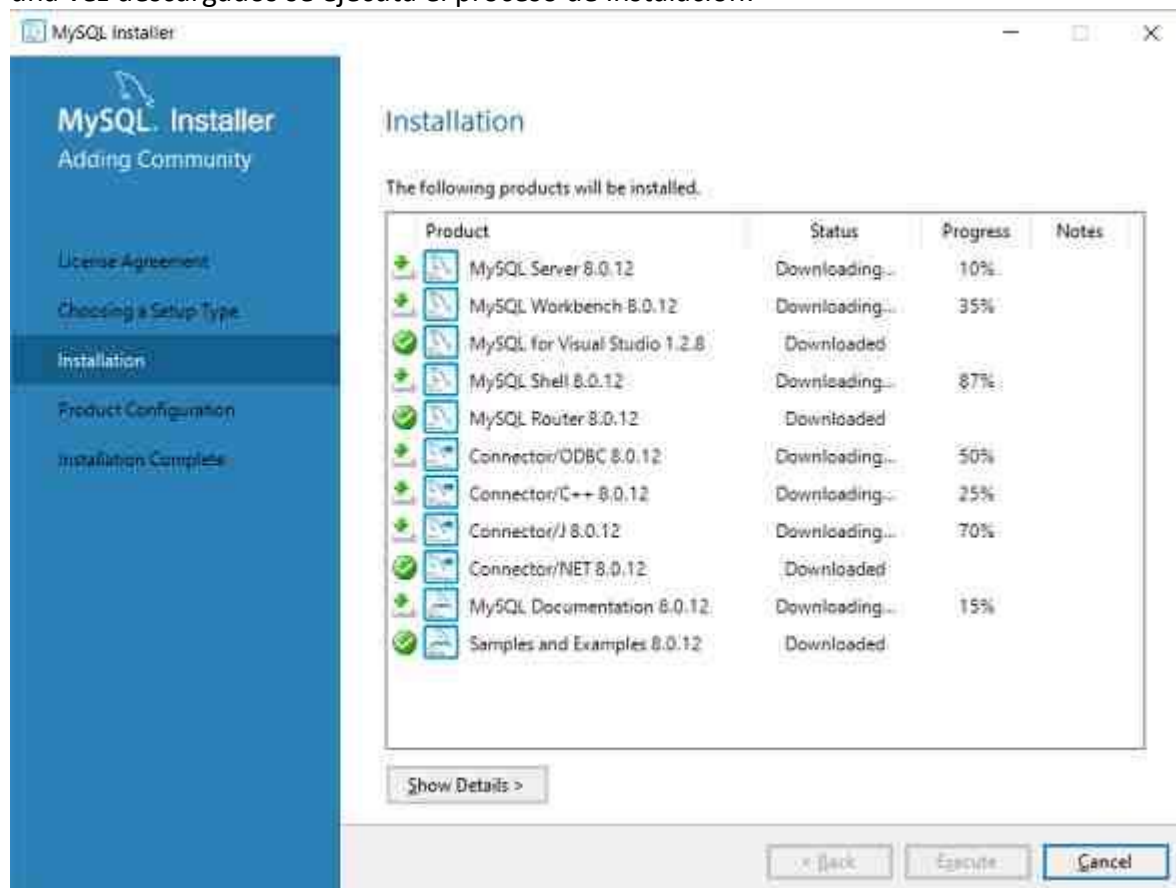 una vez descargados se ejecuta el proceso de instalación.
MySQL Installer
MySQL. Installer
Adding Community
License Agreement
Choosing a Setup Type
Installation
Product Configuration
Installation Complete
Installation
The following products will be installed.
Product Status Progress Notes
MySQL Server 8.0.12 Downloading... 10%
MySQL Workbench 8.0.12 Downloading... 35%
MySQL for Visual Studio 1.2.8 Downloaded
MySQL Shell 8.0.12 Downloading... 87%
MySQL Router 8.0.12 Downloaded
Connector/ODBC 8.0.12 Downloading... 50%
Connector/C++ 8.0.12 Downloading... 25%
Connector/J 8.0.12 Downloading... 70%
Connector/NET 8.0.12 Downloaded
MySQL Documentation 8.0.12 Downloading... 15%
Samples and Examples 8.0.12 Downloaded
Show Details >
< Back Execute Cancel